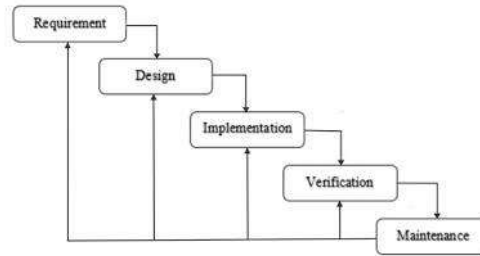 Requirement
Design
Implementation
Verification
Maintenance